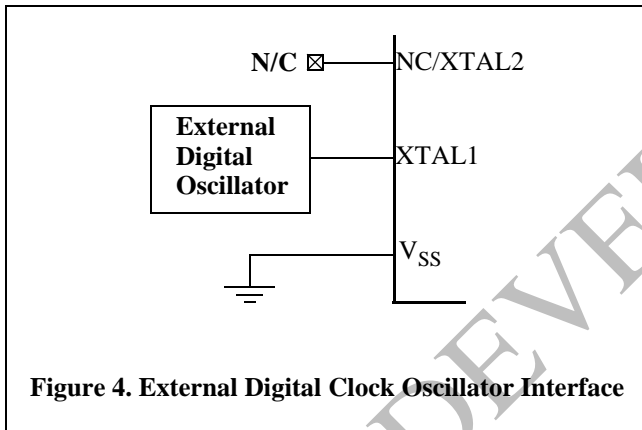 N/C NC/XTAL2
External
Digital
Oscillator
XTAL1
VSS
Figure 4. External Digital Clock Oscillator Interface